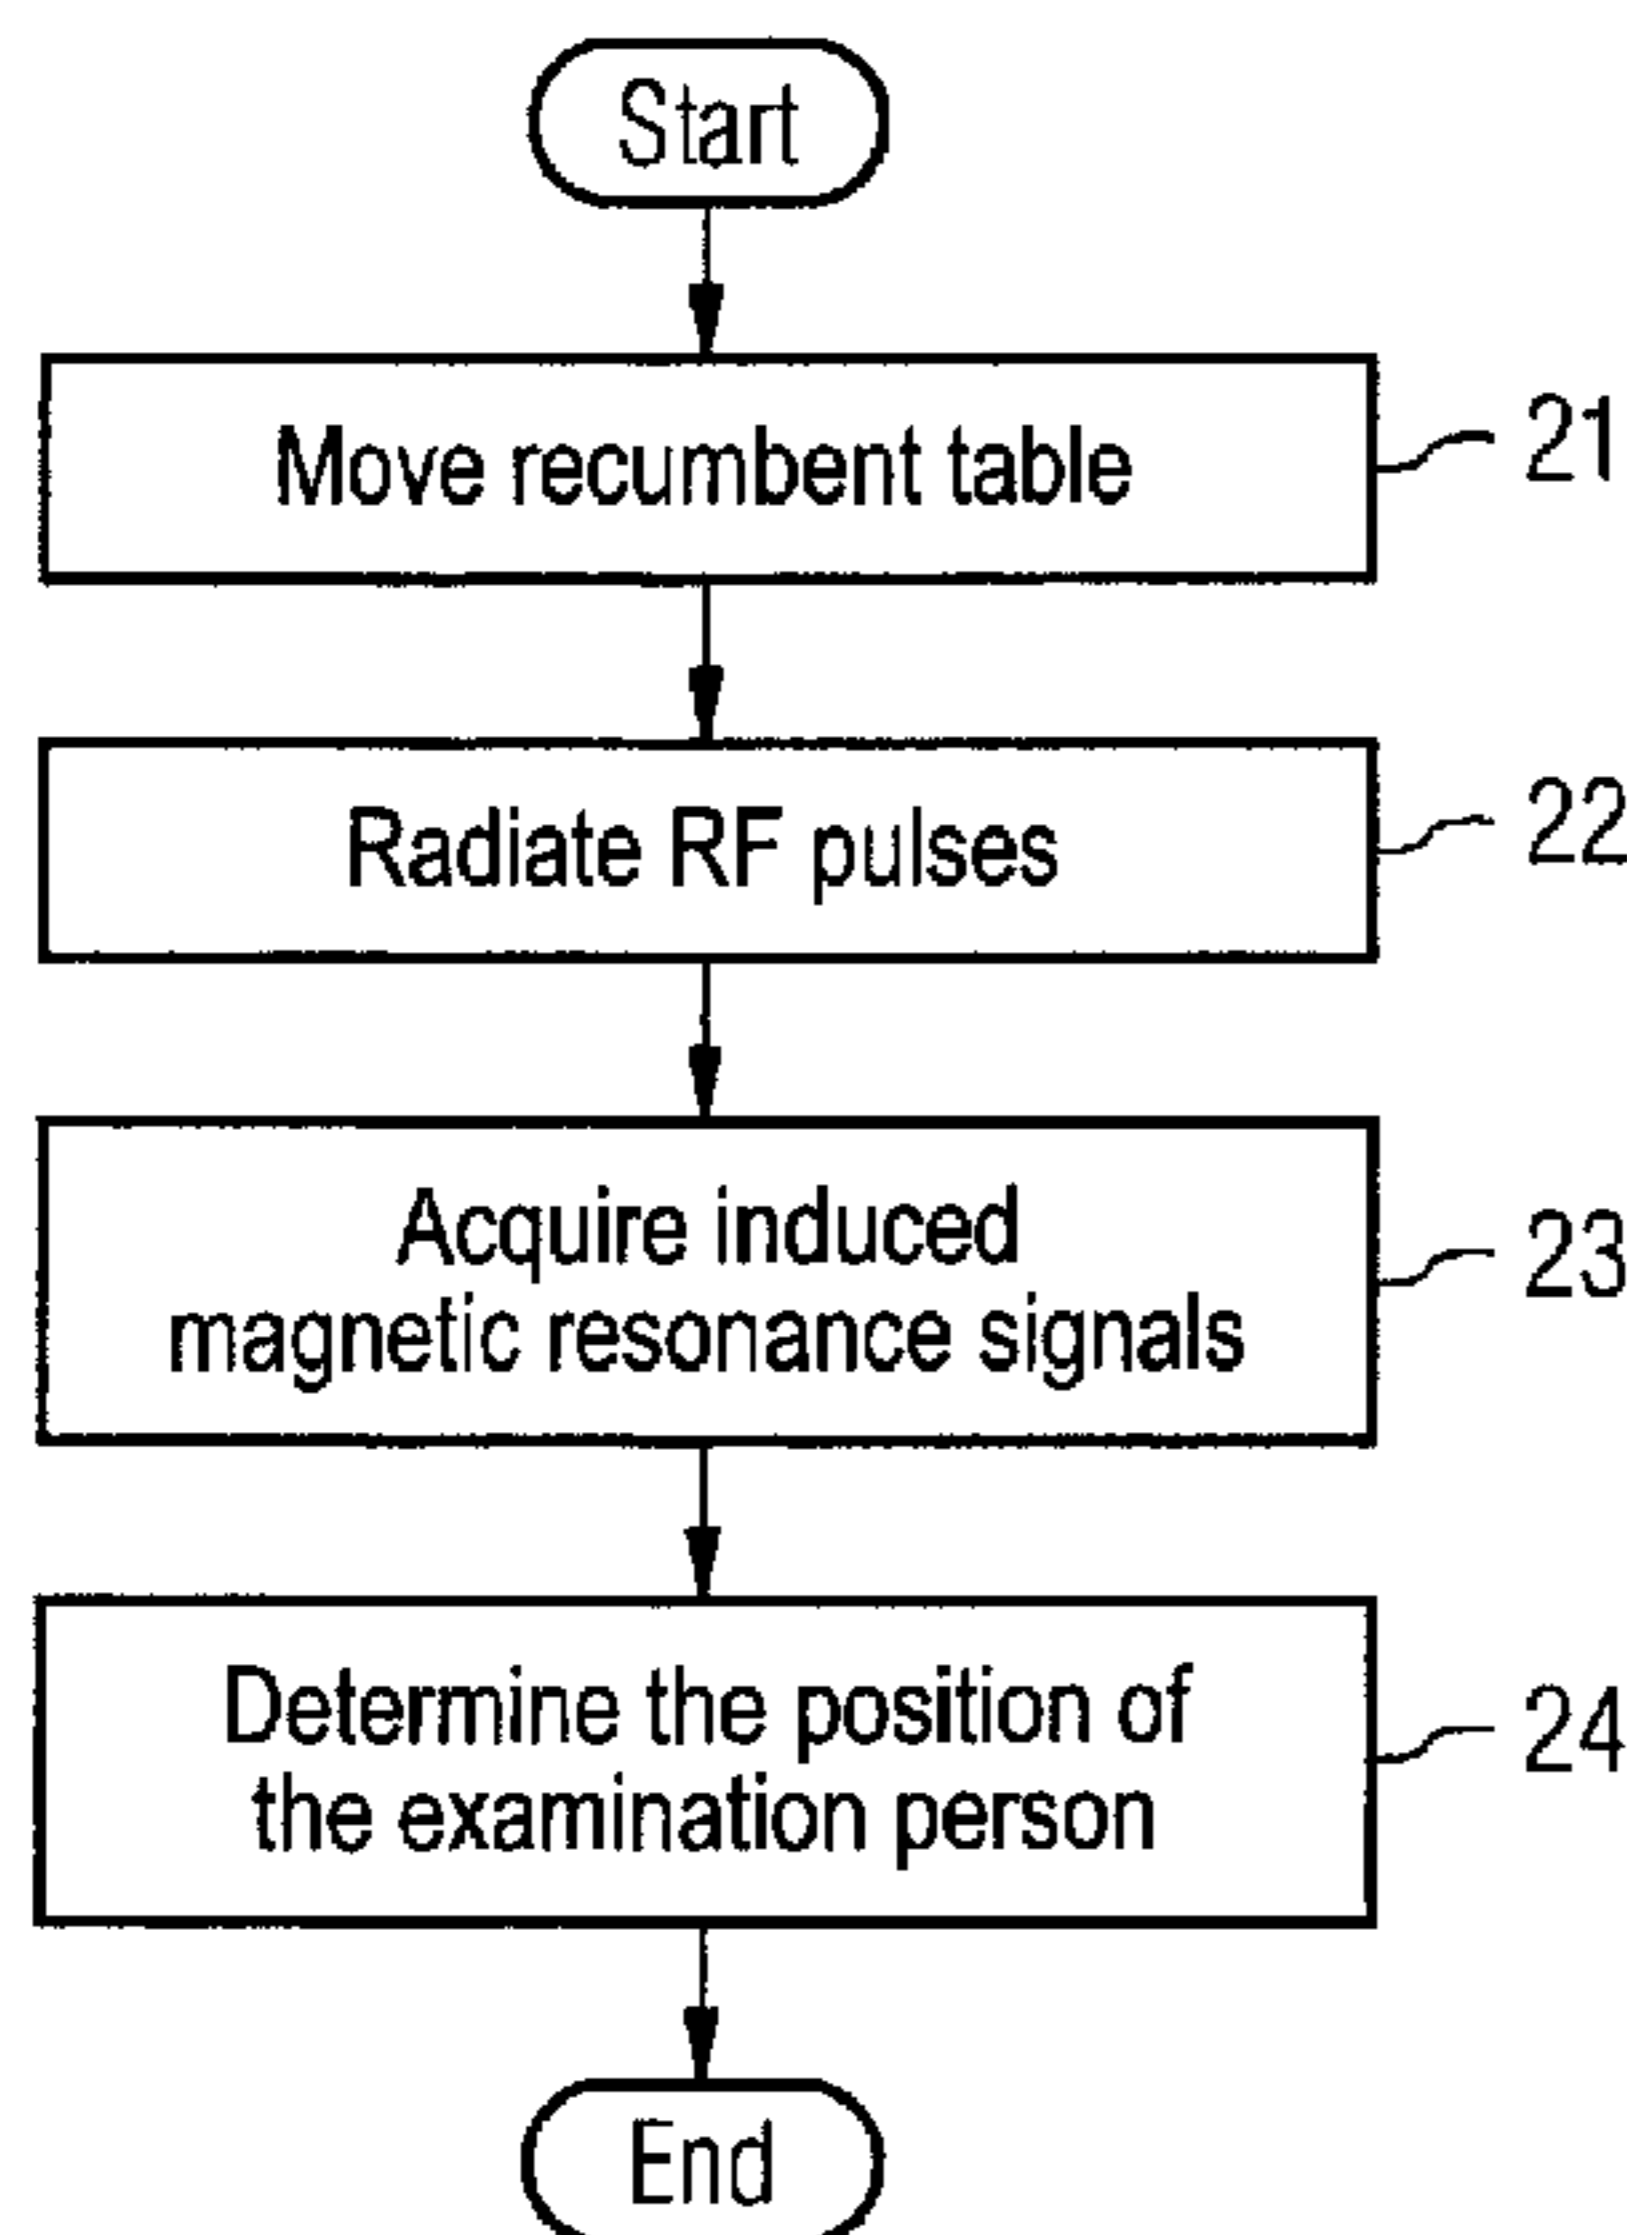 Start
Move recumbent table
21
Radiate RF pulses
22
Acquire induced
magnetic resonance signals
23
Determine the position of
the examination person
24
End